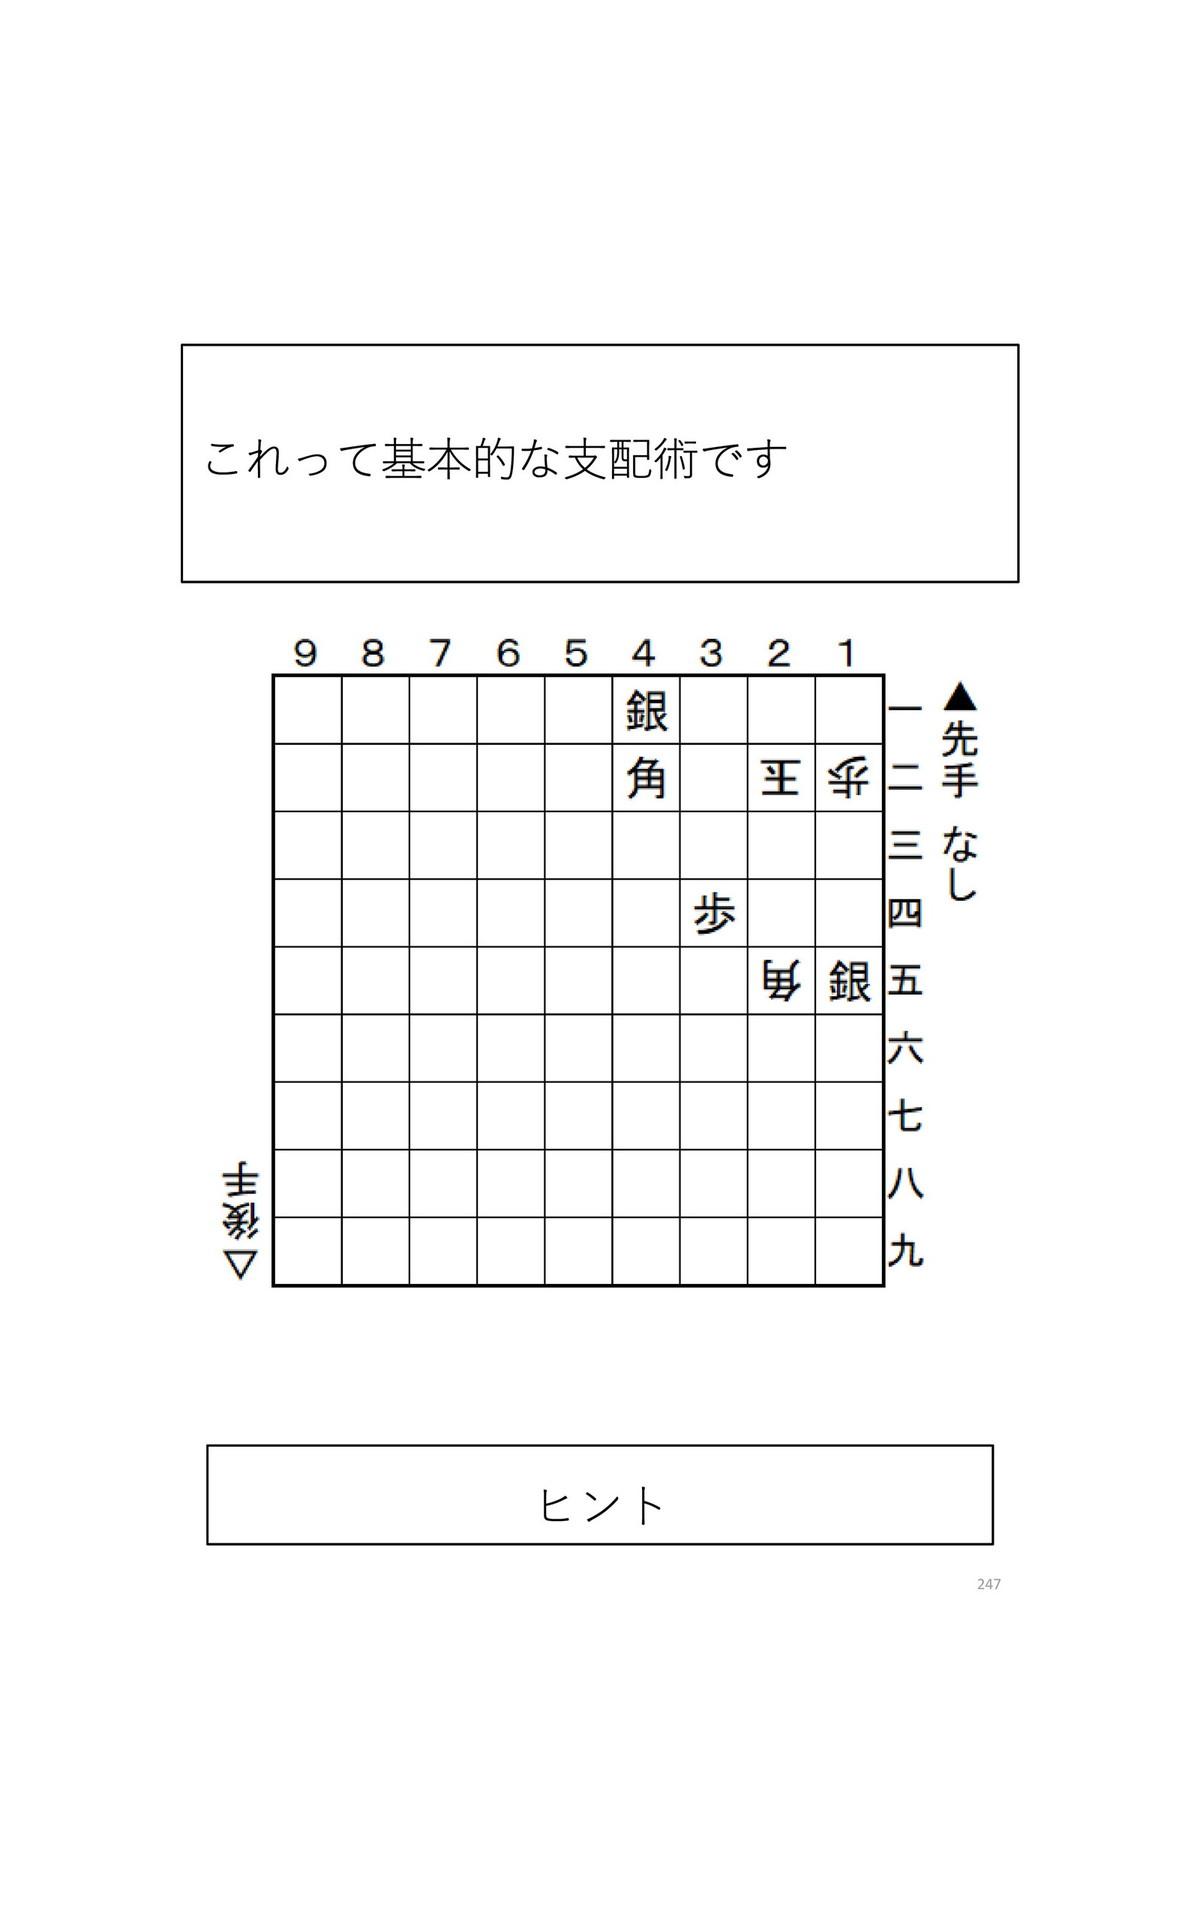 これって基本的な支配術です
9 8 7 6 5 4 3 2 1
銀 一
角 王 歩 二
三
歩 四
角 銀 五
六
七
八
九
▲先手 なし
△後手
ヒント
247